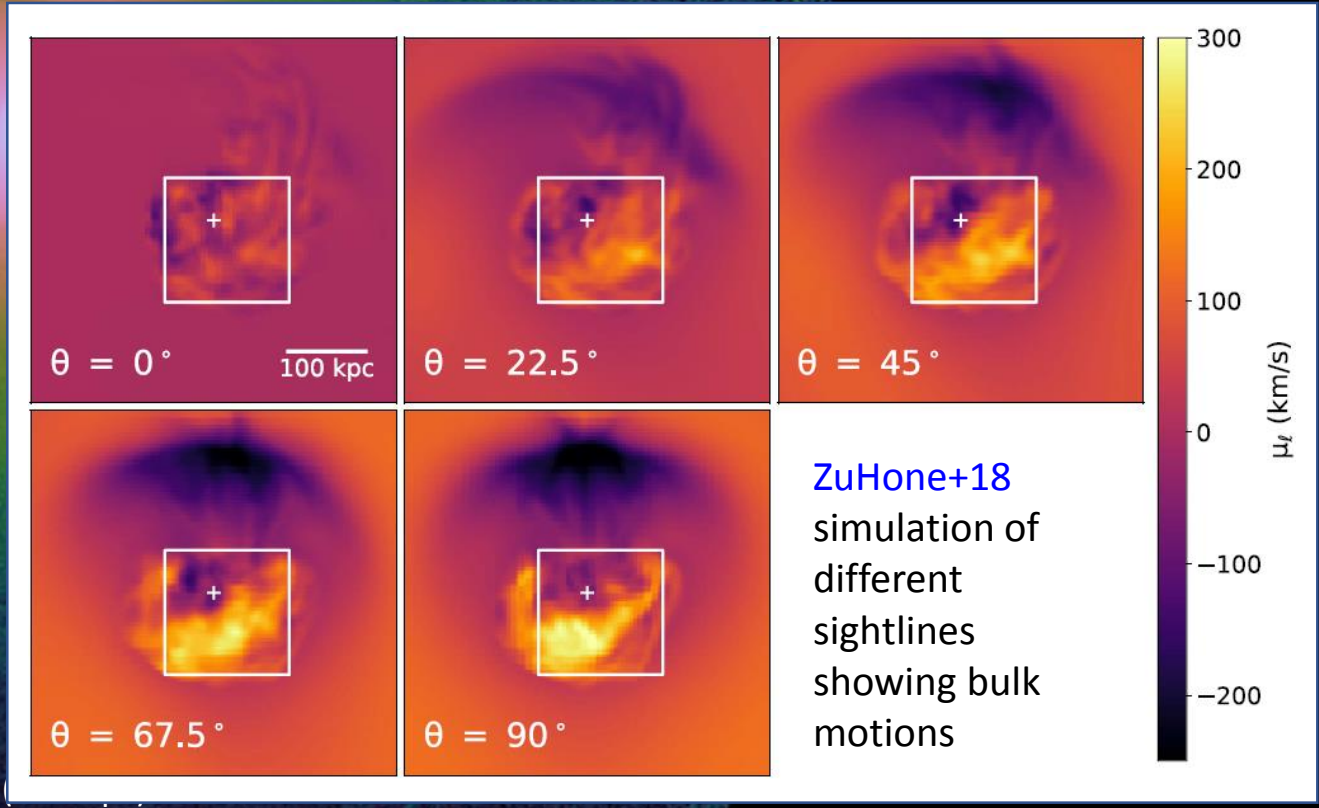 θ = 0°
100 kpc
θ = 22.5°
θ = 45°
θ = 67.5°
θ = 90°
300
200
100
0
−100
−200
μℓ (km/s)
ZuHone+18
simulation of
different
sightlines
showing bulk
motions